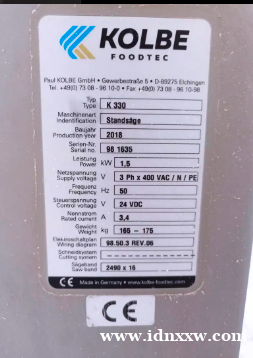 KOLBE
FOODTEC
Paul KOLBE GmbH • Gewerbestraße 5 • D-89275 Elchingen
Tel. +49(0) 73 08 - 96 10-0 • Fax +49(0) 73 08 - 96 10-98
Typ
Type K 330
Maschinenart
Indentification Standsäge
Baujahr
Production year 2018
Serien-Nr.
Serial no. 98 1635
Leistung
Power kW 1,5
Netzspannung
Supply voltage V 3 Ph x 400 VAC / N / PE
Frequenz
Frequency Hz 50
Steuerspannung
Control voltage V 24 VDC
Nennstrom
Rated current A 3,4
Gewicht
Weight kg 165 - 175
Elektroschaltplan
Wiring diagram 98.50.3 REV.06
Schneidsystem
Cutting system
Sägeband
Saw band 2490 x 16
CE Made in Germany • www.kolbe-foodtec.com
CE
www.idnxxw.com